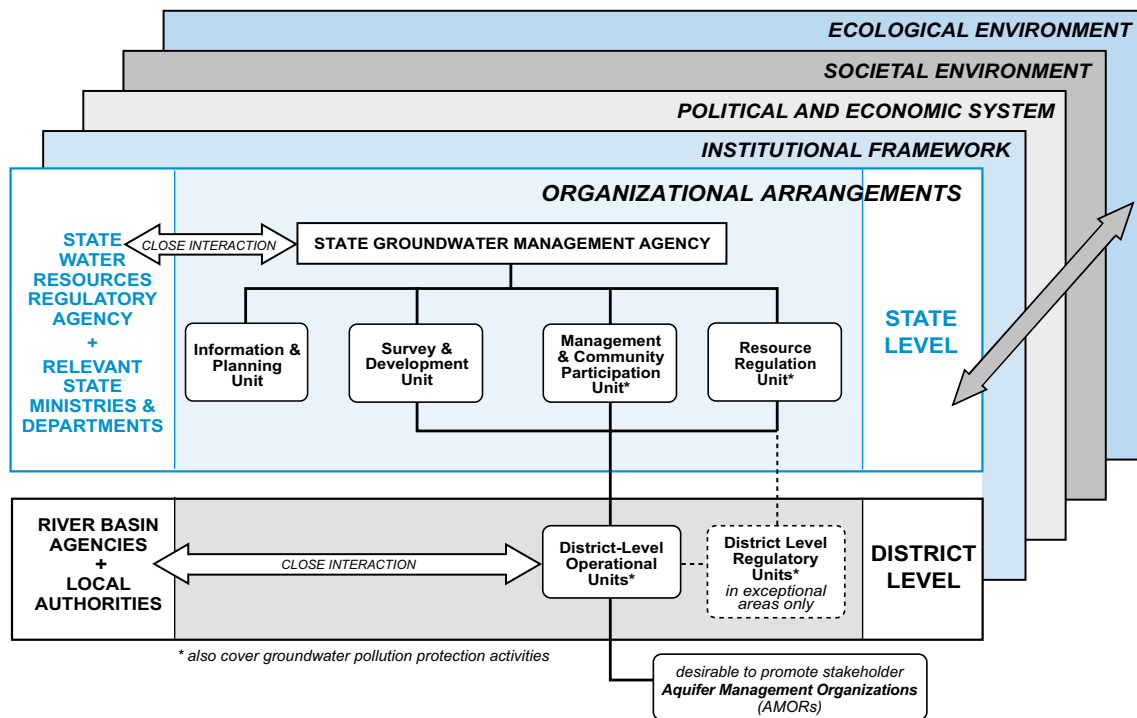 ECOLOGICAL ENVIRONMENT
SOCIETAL ENVIRONMENT
POLITICAL AND ECONOMIC SYSTEM
INSTITUTIONAL FRAMEWORK
ORGANIZATIONAL ARRANGEMENTS
STATE
WATER
RESOURCES
REGULATORY
AGENCY
+
RELEVANT
STATE
MINISTRIES &
DEPARTMENTS
CLOSE INTERACTION
STATE GROUNDWATER MANAGEMENT AGENCY
Information &
Planning
Unit
Survey &
Development
Unit
Management
& Community
Participation
Unit*
Resource
Regulation
Unit*
STATE
LEVEL
RIVER BASIN
AGENCIES
+
LOCAL
AUTHORITIES
CLOSE INTERACTION
District-Level
Operational
Units*
District Level
Regulatory
Units*
in exceptional
areas only
DISTRICT
LEVEL
* also cover groundwater pollution protection activities
desirable to promote stakeholder
Aquifer Management Organizations
(AMORs)